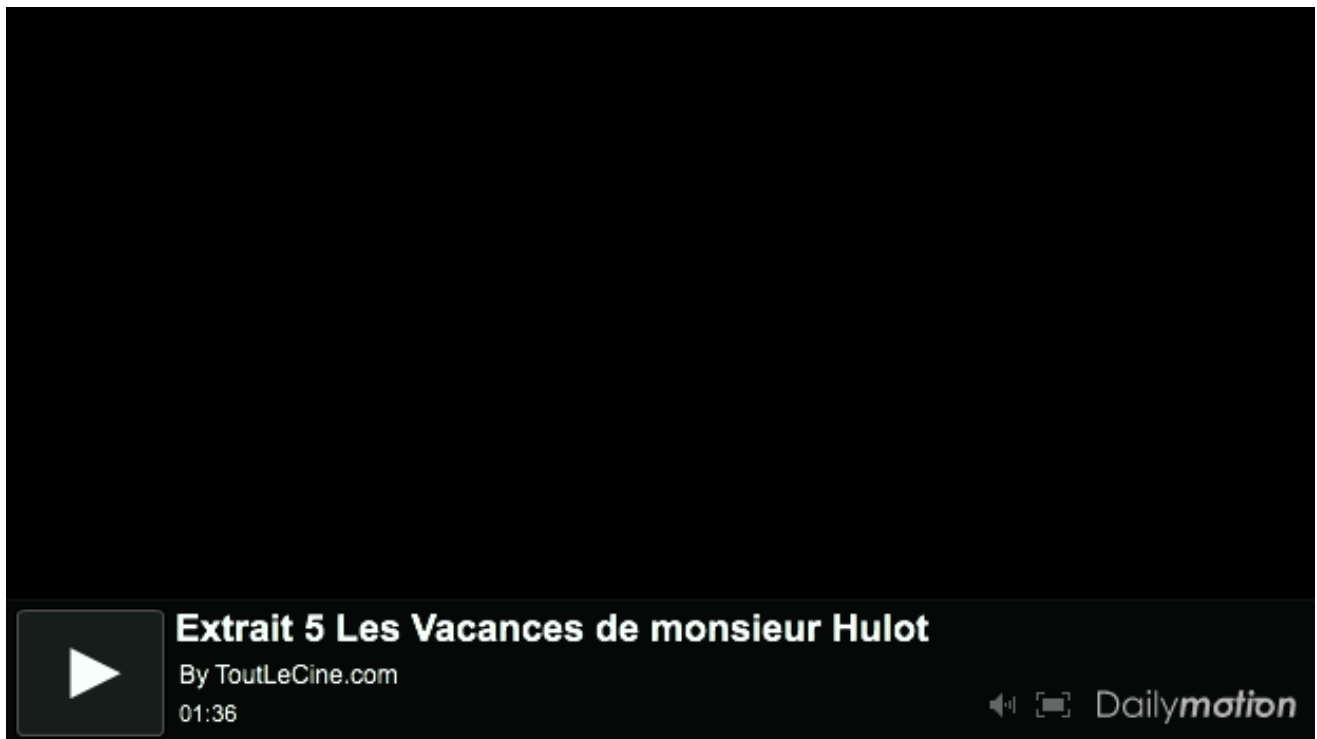 Extrait 5 Les Vacances de monsieur Hulot
By ToutLeCine.com
01:36
Dailymotion